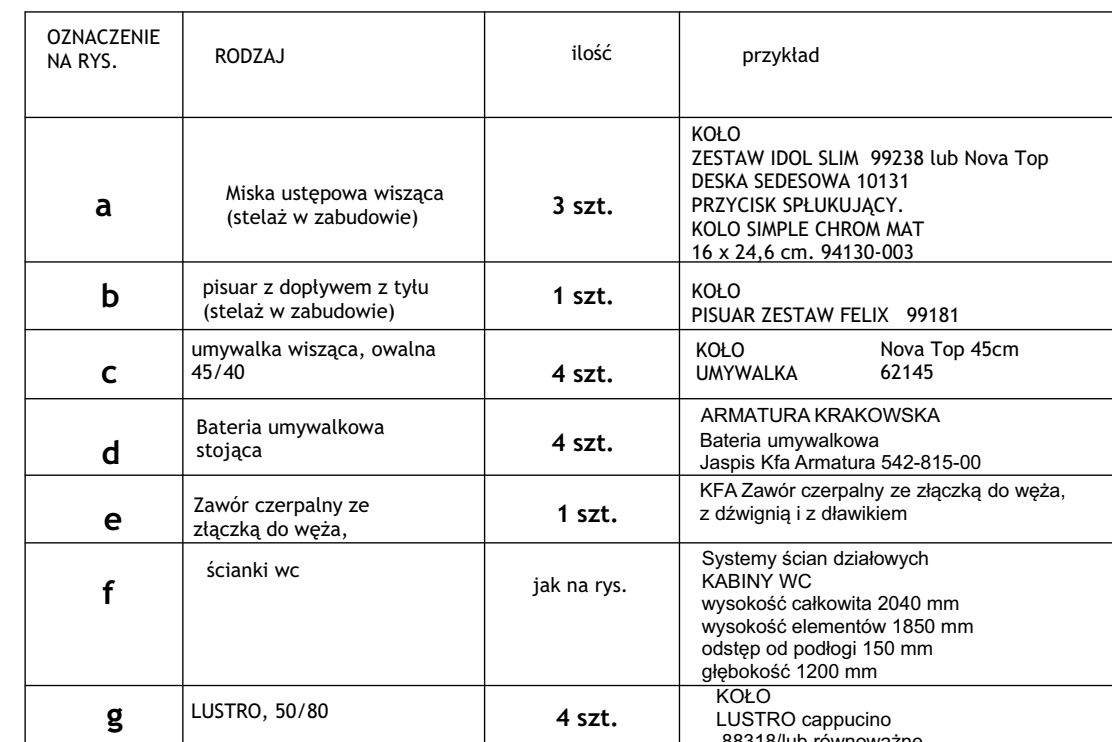 OZNACZENIE
NA RYS.
RODZAJ
ilość
przykład
a
Miska ustępowa wisząca
(stelaż w zabudowie)
3 szt.
KOŁO
ZESTAW IDOL SLIM  99238 lub Nova Top
DESKA SEDESOWA 10131
PRZYCISK SPŁUKUJĄCY.
KOLO SIMPLE CHROM MAT
16 x 24,6 cm. 94130-003
b
pisuar z dopływem z tyłu
(stelaż w zabudowie)
1 szt.
KOŁO
PISUAR ZESTAW FELIX   99181
c
umywalka wisząca, owalna
45/40
4 szt.
KOŁO Nova Top 45cm
UMYWALKA 62145
d
Bateria umywalkowa
stojąca
4 szt.
ARMATURA KRAKOWSKA
Bateria umywalkowa
Jaspis Kfa Armatura 542-815-00
e
Zawór czerpalny ze
złączką do węża,
1 szt.
KFA Zawór czerpalny ze złączką do węża,
z dźwignią i z dławikiem
f
ścianki wc
jak na rys.
Systemy ścian działowych
KABINY WC
wysokość całkowita 2040 mm
wysokość elementów 1850 mm
odstęp od podłogi 150 mm
głębokość 1200 mm
g
LUSTRO, 50/80
4 szt.
KOŁO
LUSTRO cappucino
88318/lub równoważne